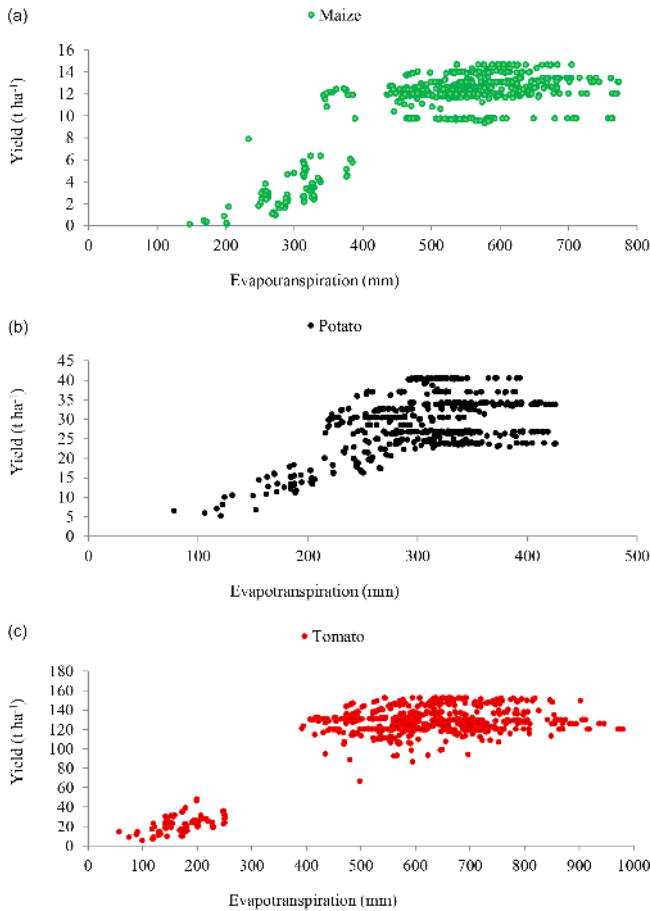 (a)
Maize
16
14
12
10
8
6
4
2
0
Yield (t ha⁻¹)
0 100 200 300 400 500 600 700 800
Evapotranspiration (mm)
(b)
Potato
45
40
35
30
25
20
15
10
5
0
Yield (t ha⁻¹)
0 100 200 300 400 500
Evapotranspiration (mm)
(c)
Tomato
180
160
140
120
100
80
60
40
20
0
Yield (t ha⁻¹)
0 100 200 300 400 500 600 700 800 900 1000
Evapotranspiration (mm)